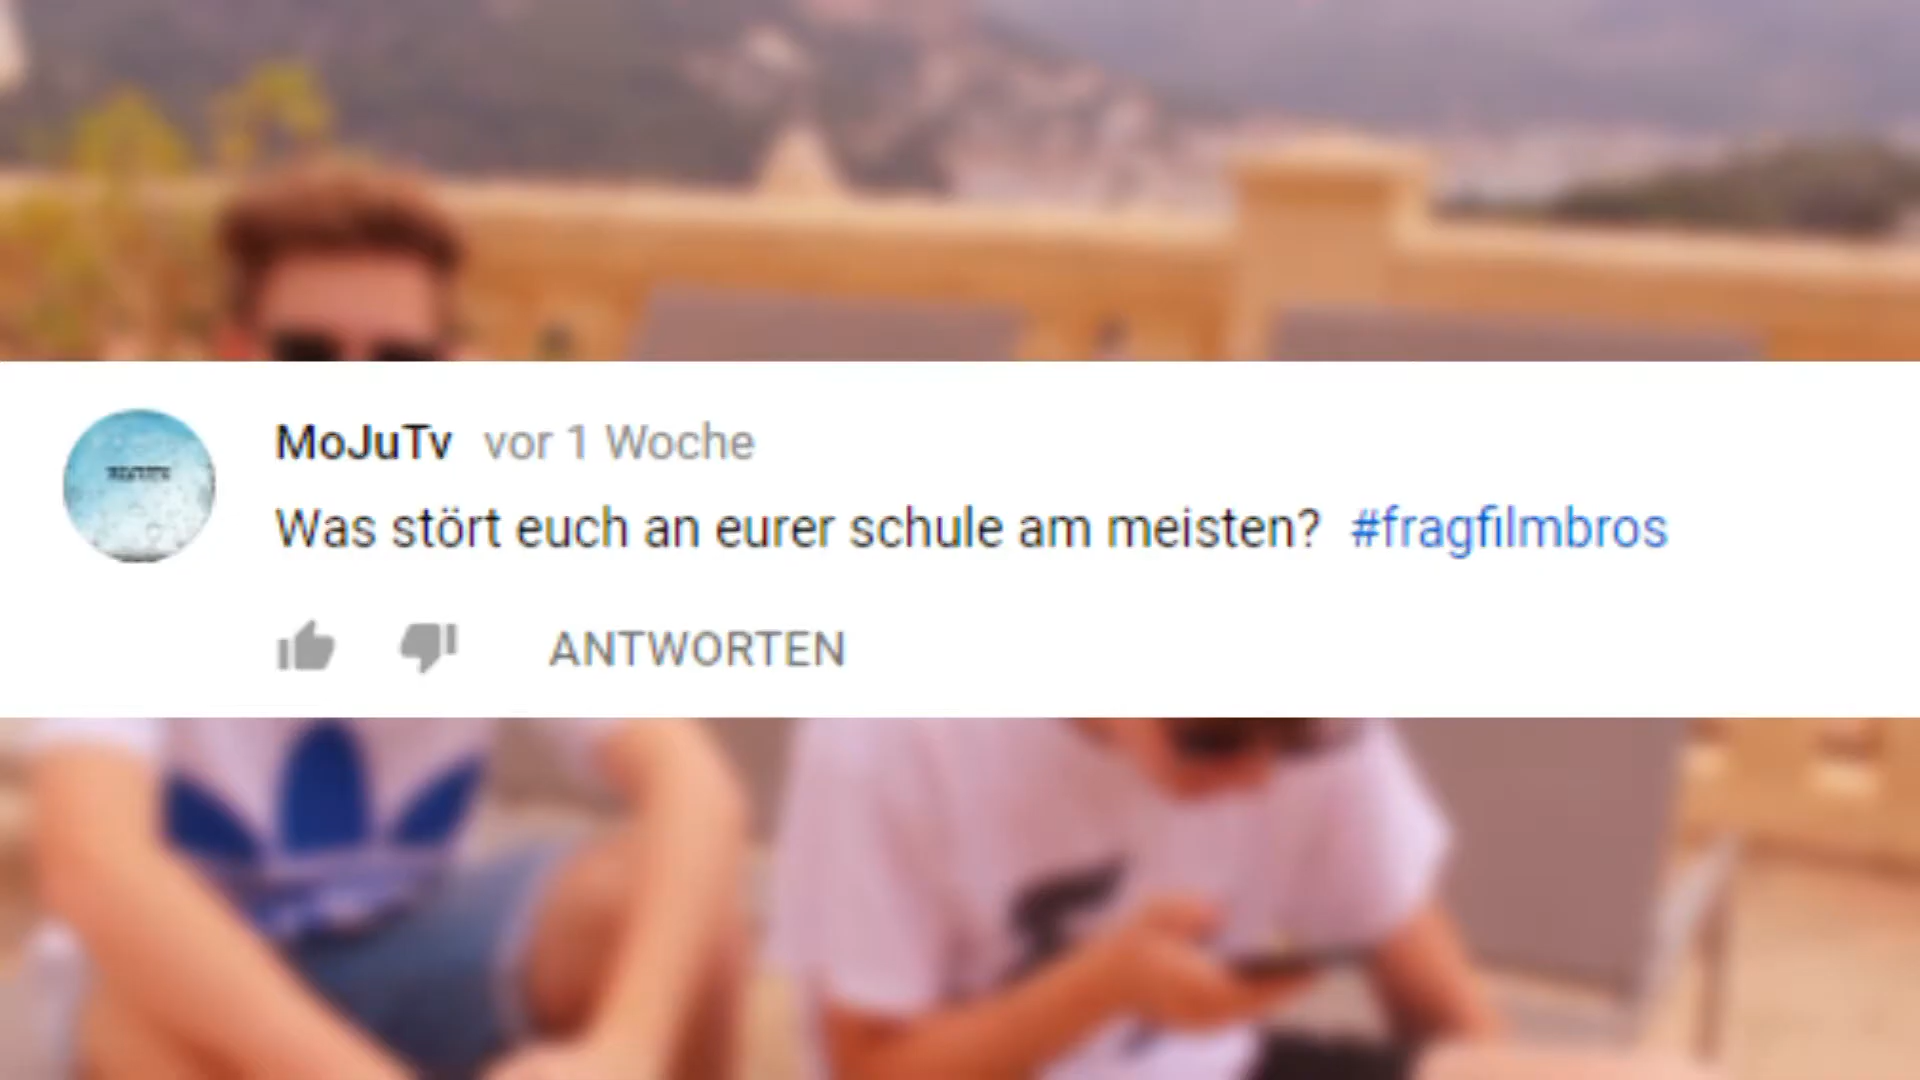 MoJuTv vor 1 Woche
Was stört euch an eurer schule am meisten? #fragfilmbros
ANTWORTEN